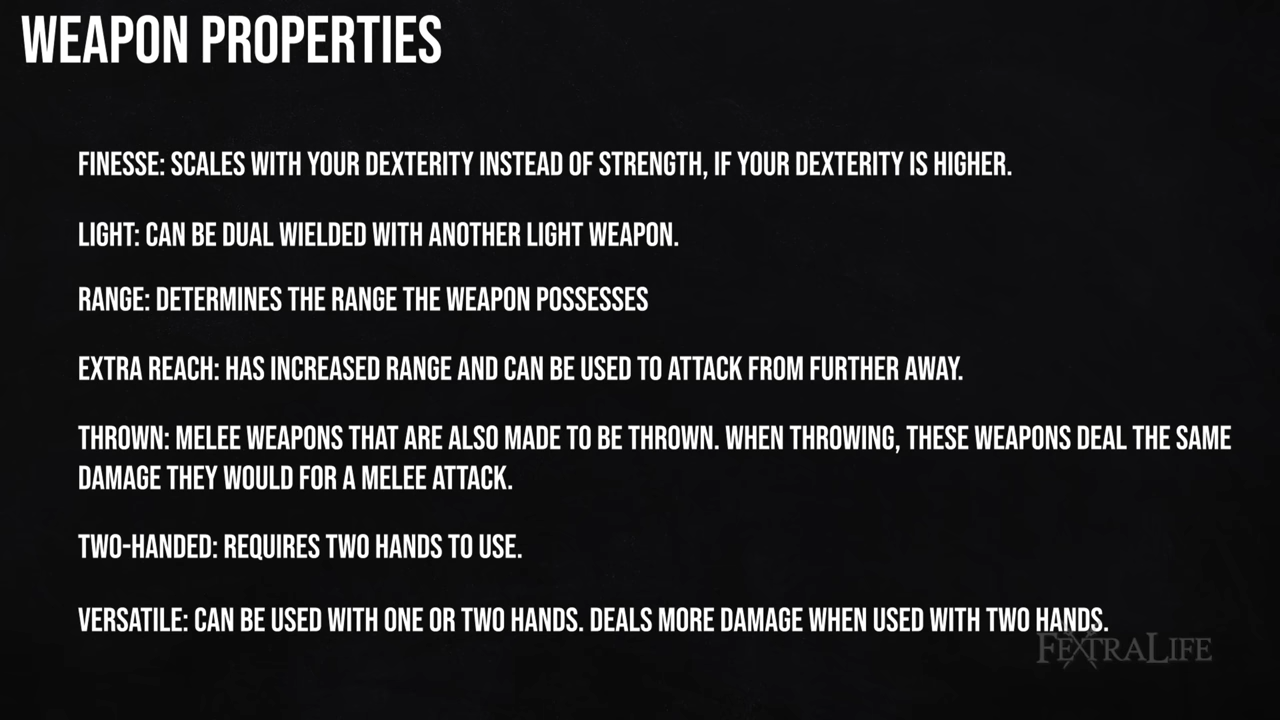 WEAPON PROPERTIES
FINESSE: SCALES WITH YOUR DEXTERITY INSTEAD OF STRENGTH, IF YOUR DEXTERITY IS HIGHER.
LIGHT: CAN BE DUAL WIELDED WITH ANOTHER LIGHT WEAPON.
RANGE: DETERMINES THE RANGE THE WEAPON POSSESSES
EXTRA REACH: HAS INCREASED RANGE AND CAN BE USED TO ATTACK FROM FURTHER AWAY.
THROWN: MELEE WEAPONS THAT ARE ALSO MADE TO BE THROWN. WHEN THROWING, THESE WEAPONS DEAL THE SAME
DAMAGE THEY WOULD FOR A MELEE ATTACK.
TWO-HANDED: REQUIRES TWO HANDS TO USE.
VERSATILE: CAN BE USED WITH ONE OR TWO HANDS. DEALS MORE DAMAGE WHEN USED WITH TWO HANDS.
FEXTRALIFE